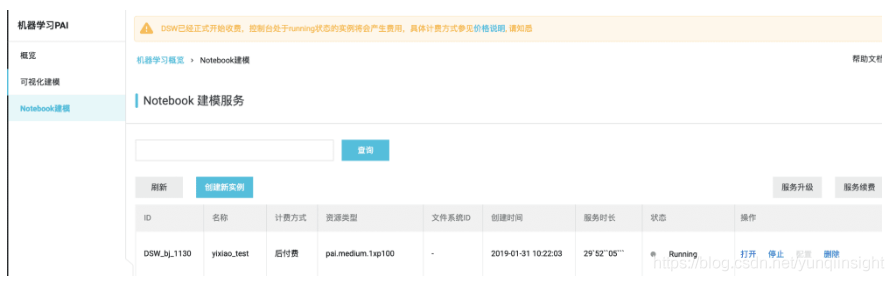 机器学习PAI
DSW已经正式开始收费，控制台处于running状态的实例将会产生费用，具体计费方式参见价格说明, 请知悉
概览
可视化建模
Notebook建模
机器学习概览 › Notebook建模
帮助文档
Notebook 建模服务
查询
刷新 创建新实例 服务升级 服务续费
ID 名称 计费方式 资源类型 文件系统ID 创建时间 服务时长 状态 操作
DSW_bj_1130 yixiao_test 后付费 pai.medium.1xp100 - 2019-01-31 10:22:03 29°52′′05′′′ Running 打开 停止 配置 删除
https://blog.csdn.net/yunqiinsight